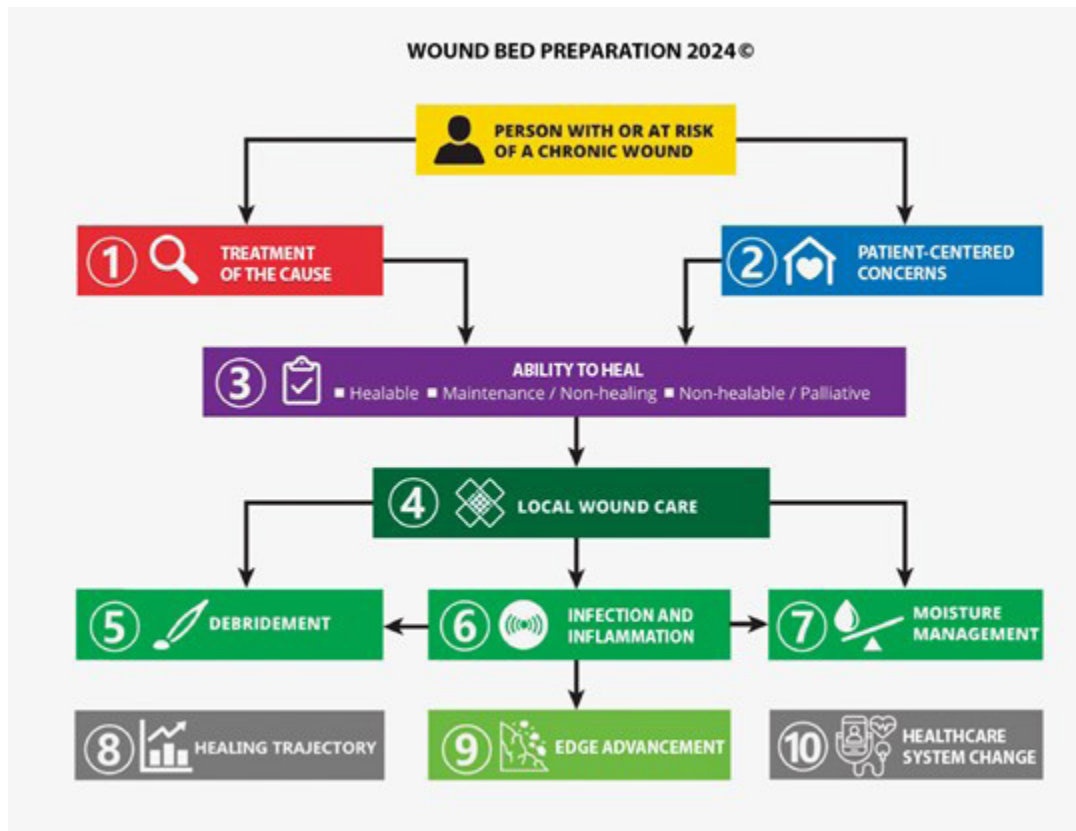 WOUND BED PREPARATION 2024©
PERSON WITH OR AT RISK
OF A CHRONIC WOUND
1
TREATMENT
OF THE CAUSE
2
PATIENT-CENTERED
CONCERNS
3
ABILITY TO HEAL
■ Healable ■ Maintenance / Non-healing ■ Non-healable / Palliative
4
LOCAL WOUND CARE
5
DEBRIDEMENT
6
INFECTION AND
INFLAMMATION
7
MOISTURE
MANAGEMENT
8
HEALING TRAJECTORY
9
EDGE ADVANCEMENT
10
HEALTHCARE
SYSTEM CHANGE